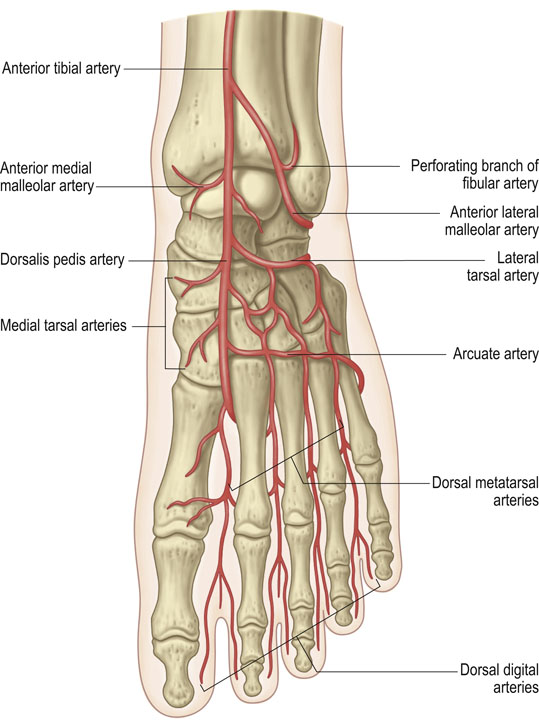 Anterior tibial artery
Anterior medial
malleolar artery
Dorsalis pedis artery
Medial tarsal arteries
Perforating branch of
fibular artery
Anterior lateral
malleolar artery
Lateral
tarsal artery
Arcuate artery
Dorsal metatarsal
arteries
Dorsal digital
arteries